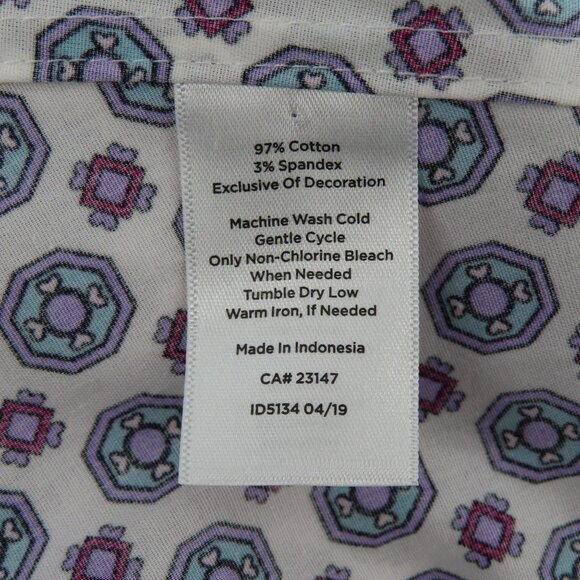 97% Cotton
3% Spandex
Exclusive Of Decoration
Machine Wash Cold
Gentle Cycle
Only Non-Chlorine Bleach
When Needed
Tumble Dry Low
Warm Iron, If Needed
Made In Indonesia
CA# 23147
ID5134 04/19